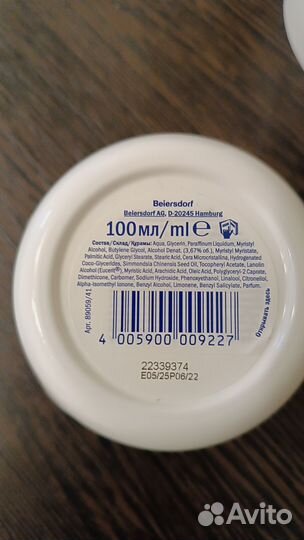 Beiersdorf
Beiersdorf AG, D-20245 Hamburg
100мл/ml e
Состав/Склад/Құрамы: Aqua, Glycerin, Paraffinum Liquidum, Myristyl
Alcohol, Butylene Glycol, Alcohol Denat. (3,67% об.), Myristyl Myristate,
Palmitic Acid, Glyceryl Stearate, Stearic Acid, Cera Microcristallina, Hydrogenated
Coco-Glycerides, Simmondsia Chinensis Seed Oil, Tocopheryl Acetate, Lanolin
Alcohol (Eucerit®), Myristic Acid, Arachidic Acid, Oleic Acid, Polyglyceryl-2 Caprate,
Dimethicone, Carbomer, Sodium Hydroxide, Phenoxyethanol, Linalool, Citronellol,
Alpha-Isomethyl Ionone, Benzyl Alcohol, Limonene, Benzyl Salicylate, Parfum.
Арт. 89059/41
Открывать здесь
4 005900 009227
22339374
E05/25P06/22
Avito